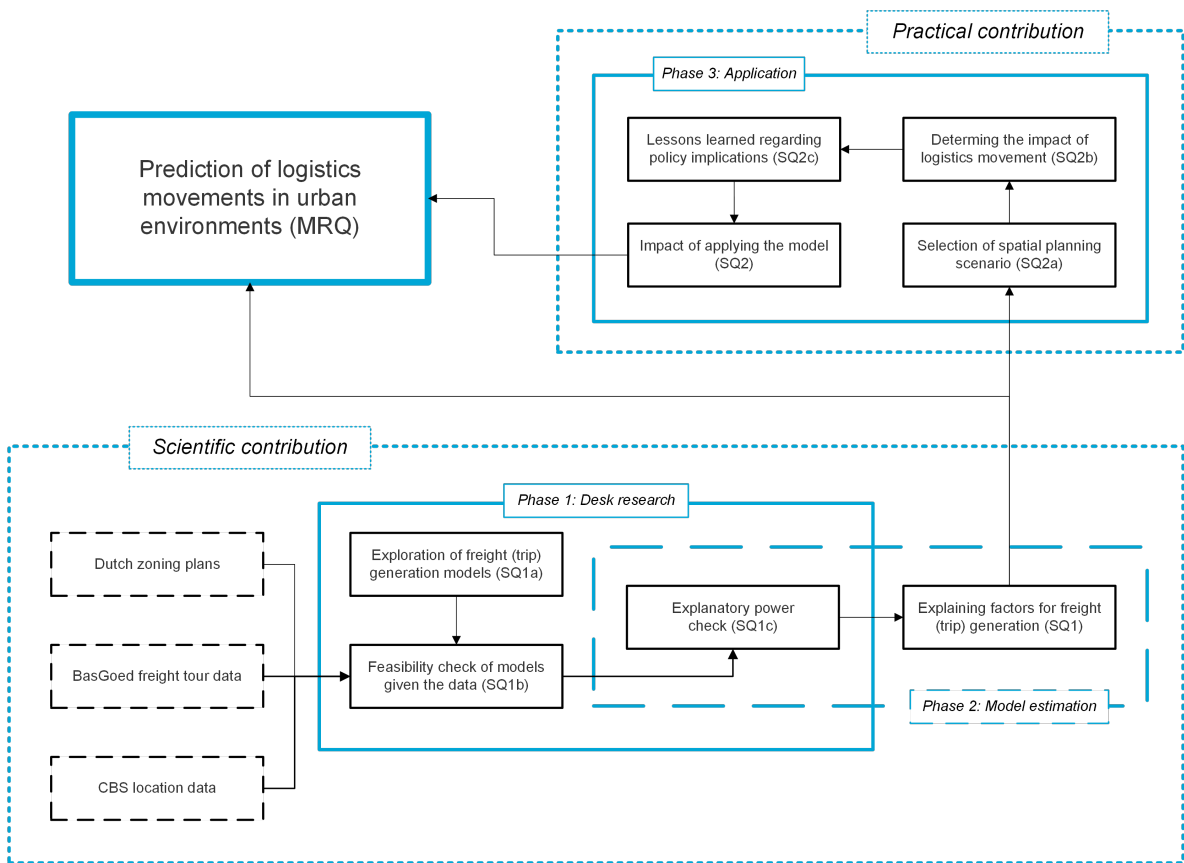 Practical contribution
Phase 3: Application
Prediction of logistics
movements in urban
environments (MRQ)
Lessons learned regarding
policy implications (SQ2c)
Determing the impact of
logistics movement (SQ2b)
Impact of applying the model
(SQ2)
Selection of spatial planning
scenario (SQ2a)
Scientific contribution
Phase 1: Desk research
Dutch zoning plans
Exploration of freight (trip)
generation models (SQ1a)
Explanatory power
check (SQ1c)
Explaining factors for freight
(trip) generation (SQ1)
BasGoed freight tour data
Feasibility check of models
given the data (SQ1b)
Phase 2: Model estimation
CBS location data